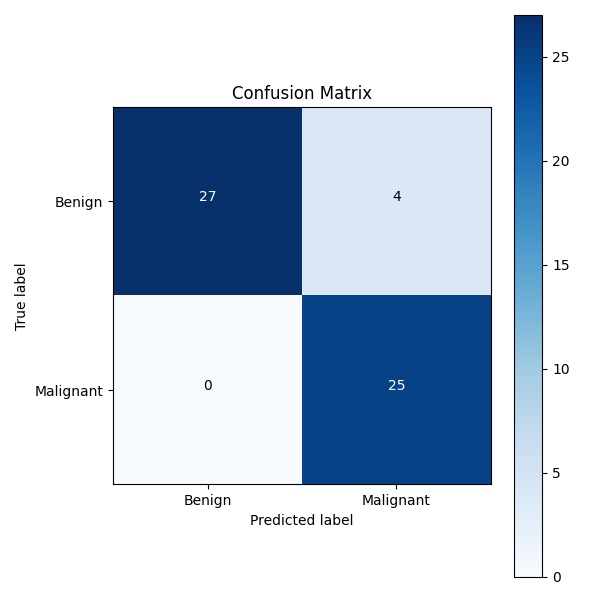 Confusion Matrix
True label
Benign
Malignant
27
4
0
25
Benign
Malignant
Predicted label
25
20
15
10
5
0